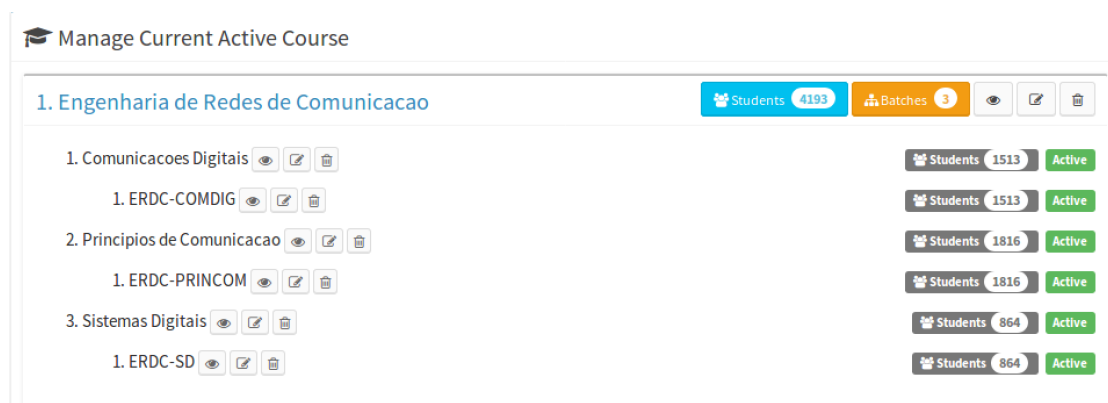 Manage Current Active Course
1. Engenharia de Redes de Comunicacao Students 4193 Batches 3
1. Comunicacoes Digitais Students 1513 Active
1. ERDC-COMDIG Students 1513 Active
2. Principios de Comunicacao Students 1816 Active
1. ERDC-PRINCOM Students 1816 Active
3. Sistemas Digitais Students 864 Active
1. ERDC-SD Students 864 Active